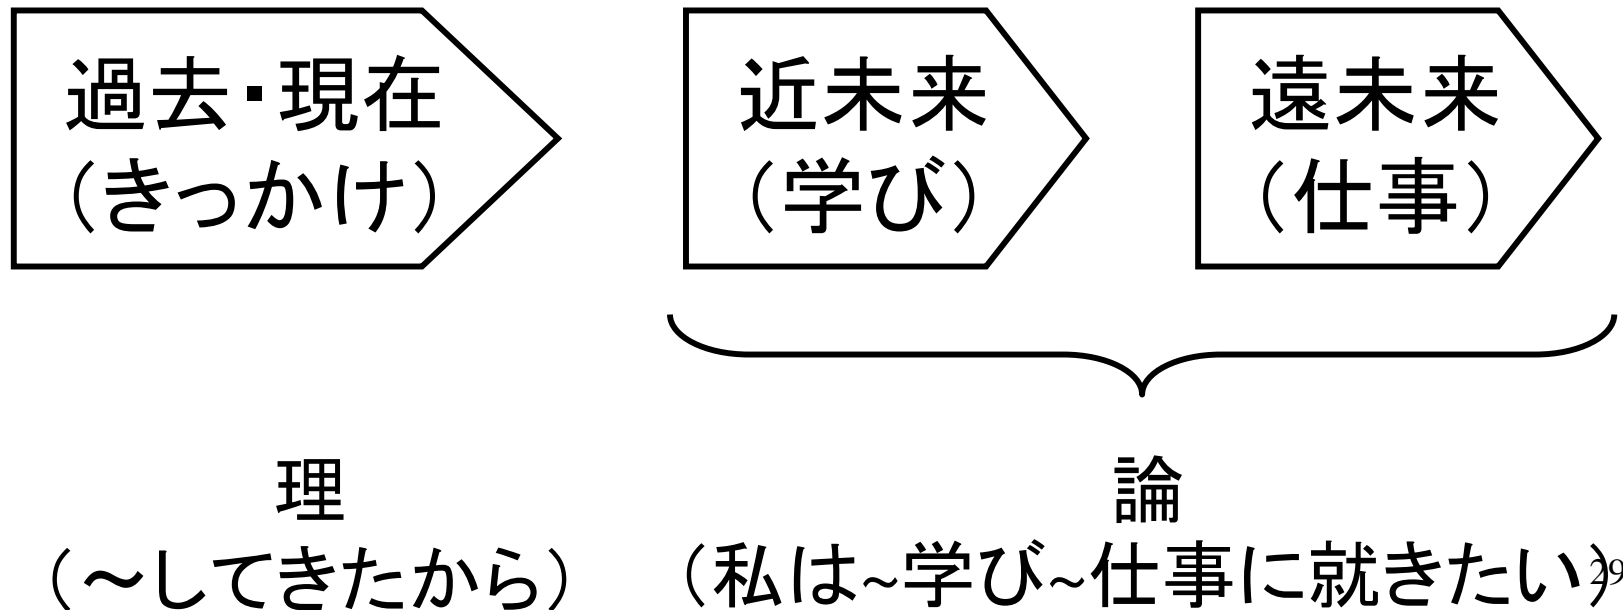 過去・現在
(きっかけ)
近未来
(学び)
遠未来
(仕事)
理
(～してきたから)
論
(私は~学び~仕事に就きたい)
29